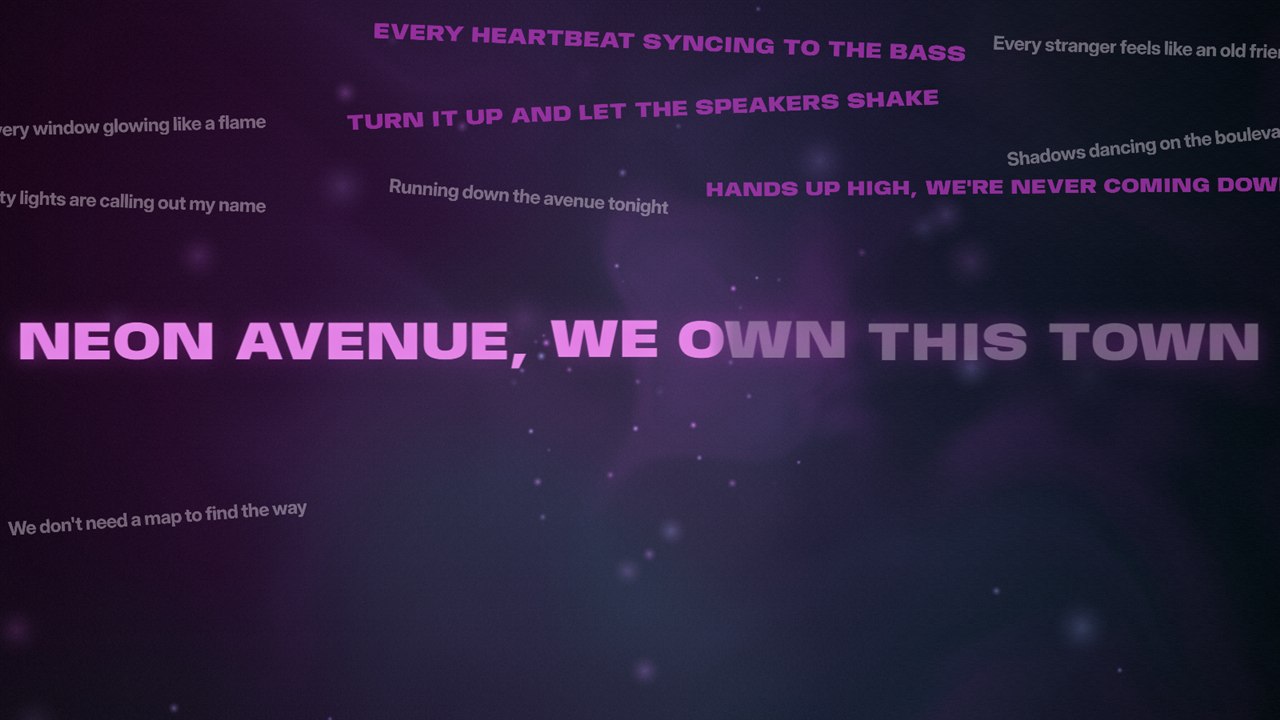 EVERY HEARTBEAT SYNCING TO THE BASS
Every stranger feels like an old
TURN IT UP AND LET THE SPEAKERS SHAKE
window glowing like a flame
Shadows dancing on the
HANDS UP HIGH, WE'RE NEVER COMING
lights are calling out my name
Running down the avenue tonight
NEON AVENUE, WE OWN THIS TOWN
We don't need a map to find the way